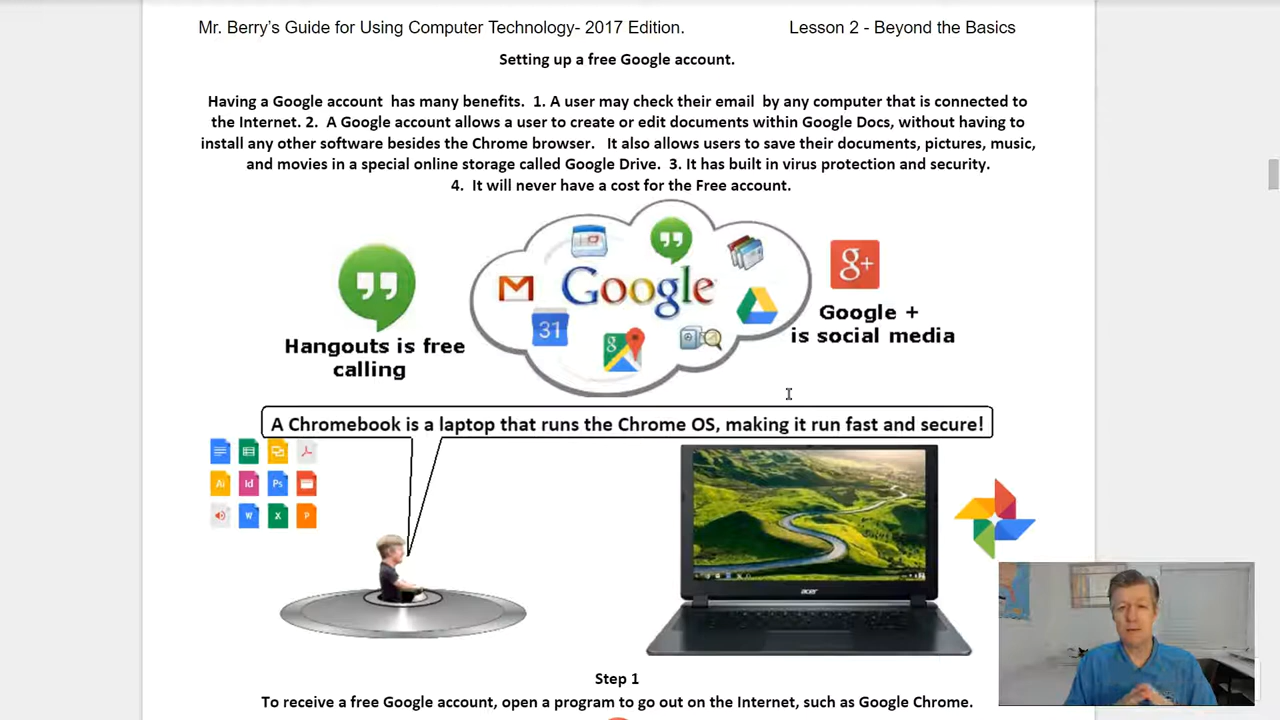 Mr. Berry’s Guide for Using Computer Technology- 2017 Edition. Lesson 2 - Beyond the Basics
Setting up a free Google account.
Having a Google account  has many benefits.  1. A user may check their email  by any computer that is connected to
the Internet. 2.  A Google account allows a user to create or edit documents within Google Docs, without having to
install any other software besides the Chrome browser.   It also allows users to save their documents, pictures, music,
and movies in a special online storage called Google Drive.  3. It has built in virus protection and security.
4.  It will never have a cost for the Free account.
Google
31
g
g+
Hangouts is free
calling
Google +
is social media
A Chromebook is a laptop that runs the Chrome OS, making it run fast and secure!
Ai Id Ps
W X P
acer
Step 1
To receive a free Google account, open a program to go out on the Internet, such as Google Chrome.